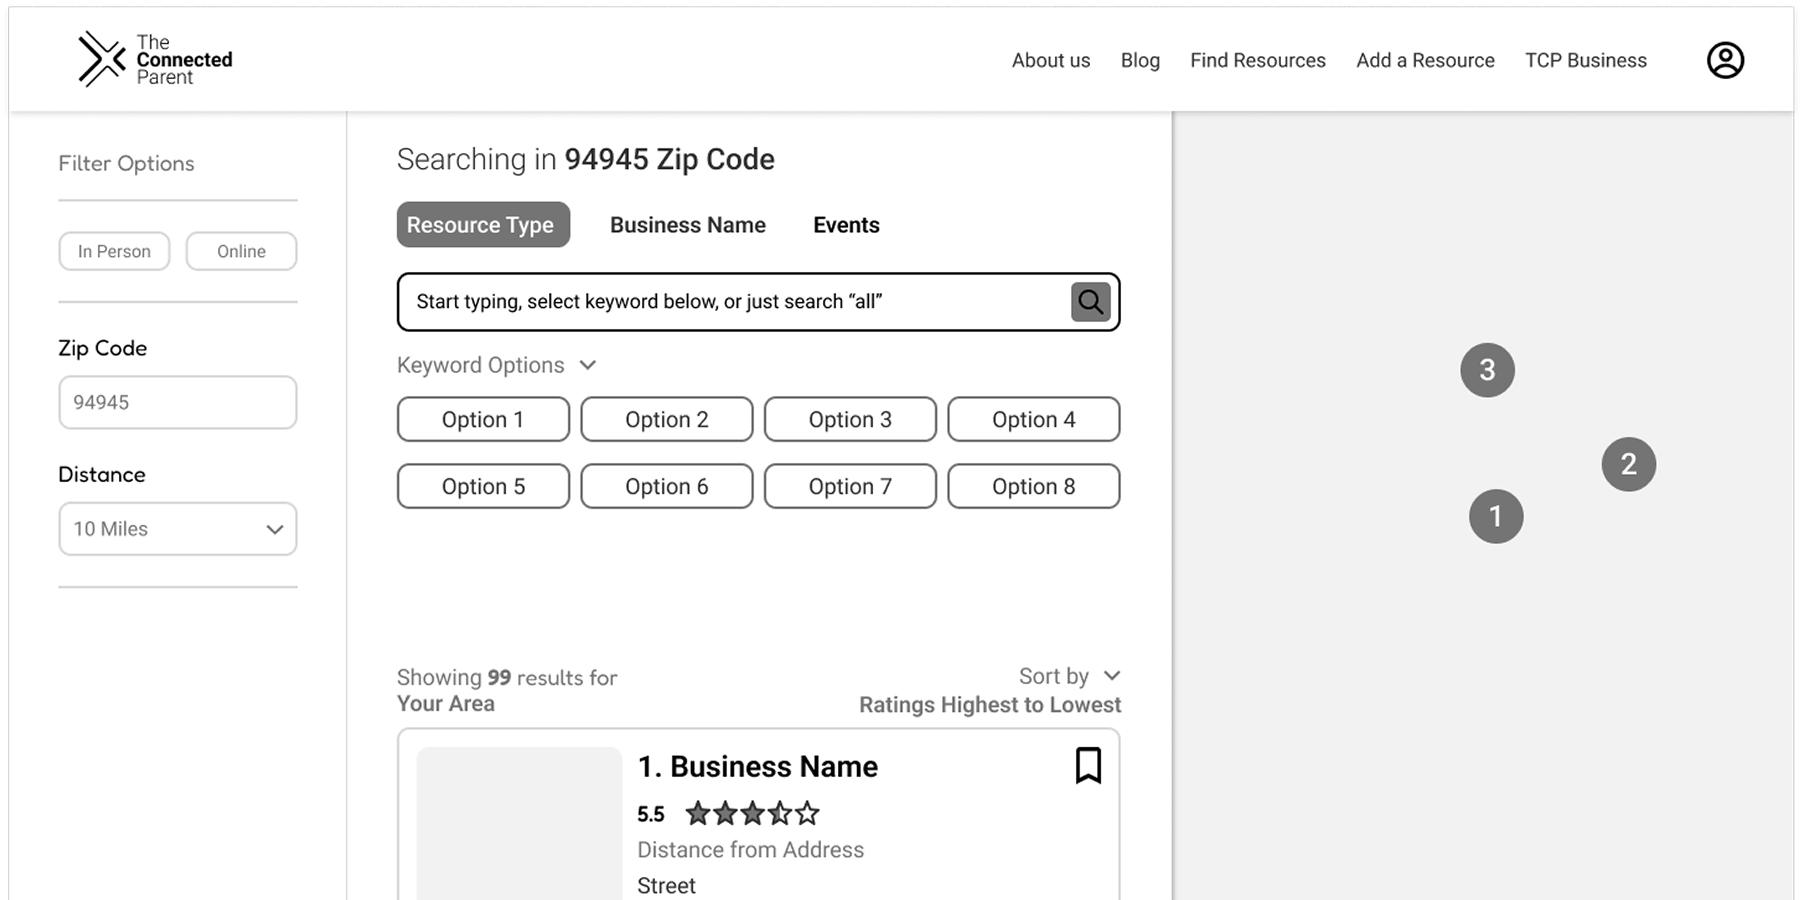 The
Connected
Parent
About us
Blog
Find Resources
Add a Resource
TCP Business
Filter Options
In Person
Online
Zip Code
94945
Distance
10 Miles
Searching in 94945 Zip Code
Resource Type
Business Name
Events
Start typing, select keyword below, or just search “all”
Keyword Options
Option 1
Option 2
Option 3
Option 4
Option 5
Option 6
Option 7
Option 8
Showing 99 results for
Your Area
Sort by
Ratings Highest to Lowest
1. Business Name
5.5
Distance from Address
Street
3
2
1